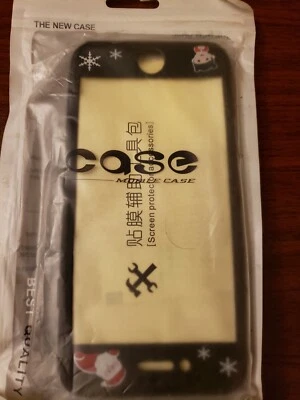 THE NEW CASE
case
MOBILE CASE
贴膜辅助工具包
[Screen protector accessories]
BEST QUALITY